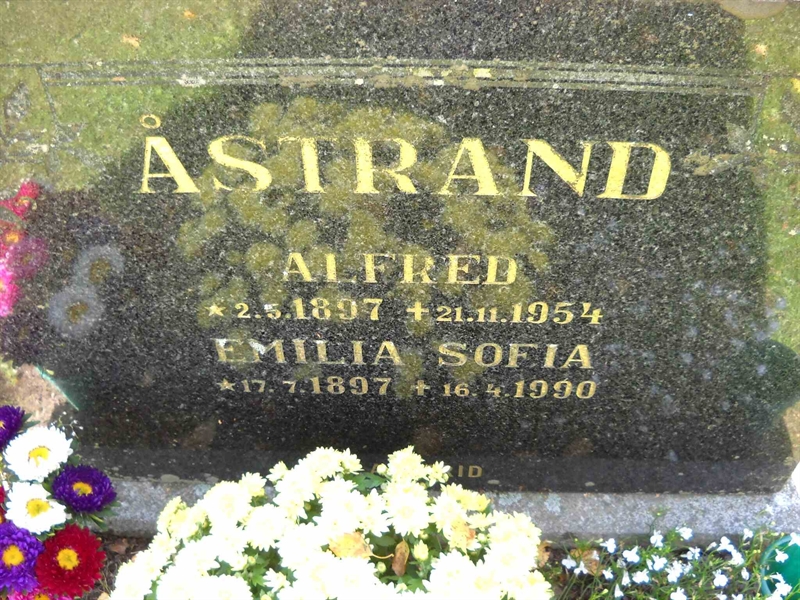 ÅSTRAND
ALFRED
* 2.5.1897 + 21.11.1954
EMILIA SOFIA
* 17.7.1897 + 16.4.1990